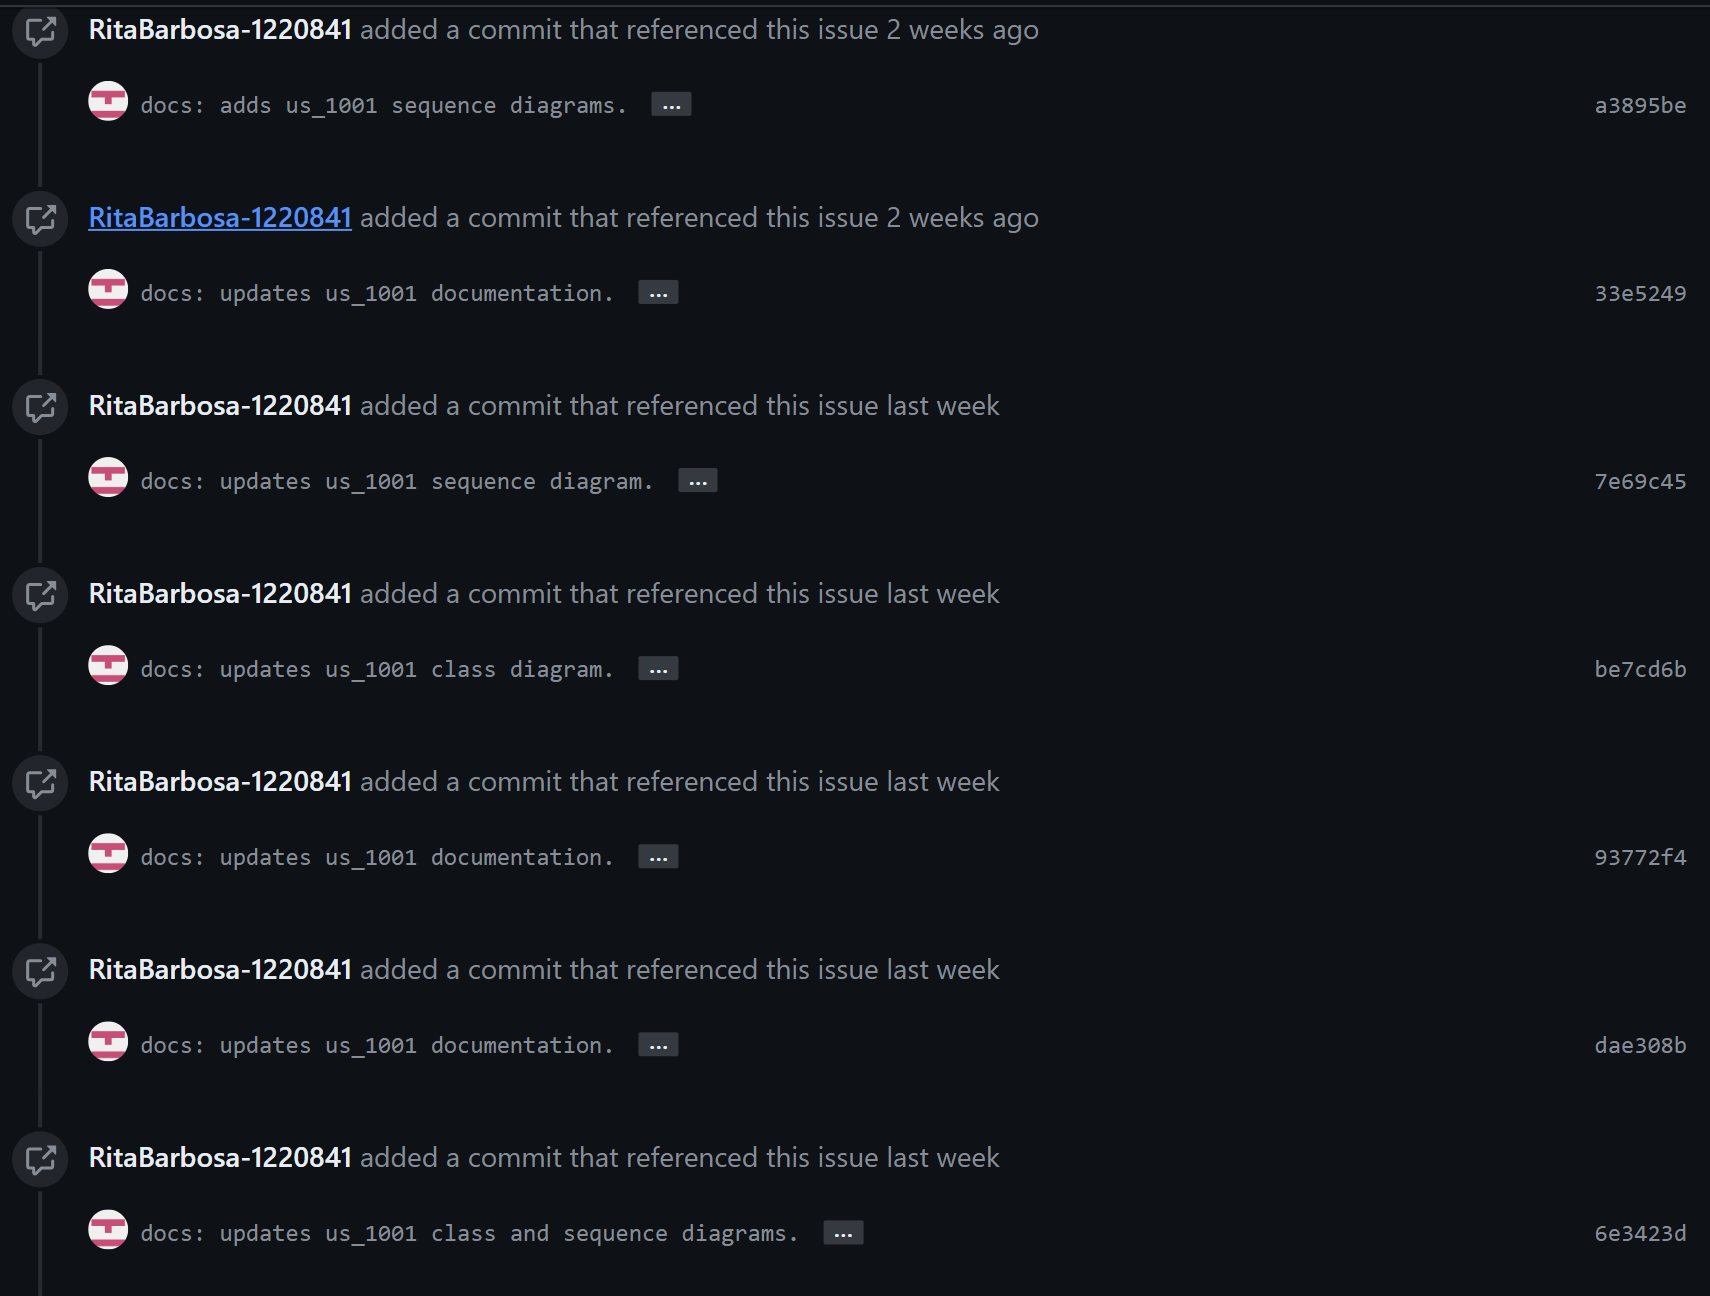 RitaBarbosa-1220841 added a commit that referenced this issue 2 weeks ago
docs: adds us_1001 sequence diagrams. ... a3895be
RitaBarbosa-1220841 added a commit that referenced this issue 2 weeks ago
docs: updates us_1001 documentation. ... 33e5249
RitaBarbosa-1220841 added a commit that referenced this issue last week
docs: updates us_1001 sequence diagram. ... 7e69c45
RitaBarbosa-1220841 added a commit that referenced this issue last week
docs: updates us_1001 class diagram. ... be7cd6b
RitaBarbosa-1220841 added a commit that referenced this issue last week
docs: updates us_1001 documentation. ... 93772f4
RitaBarbosa-1220841 added a commit that referenced this issue last week
docs: updates us_1001 documentation. ... dae308b
RitaBarbosa-1220841 added a commit that referenced this issue last week
docs: updates us_1001 class and sequence diagrams. ... 6e3423d